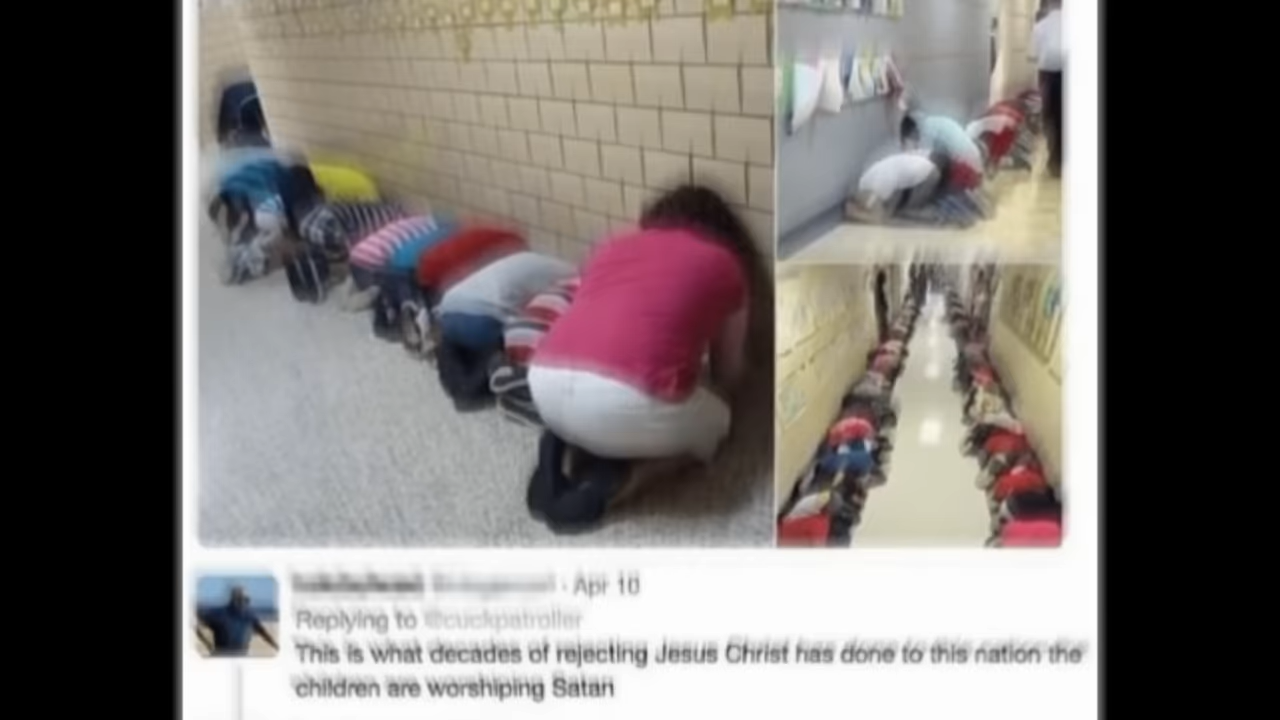 · Apr 10
Replying to @cuckpatroller
This is what decades of rejecting Jesus Christ has done to this nation the
children are worshiping Satan